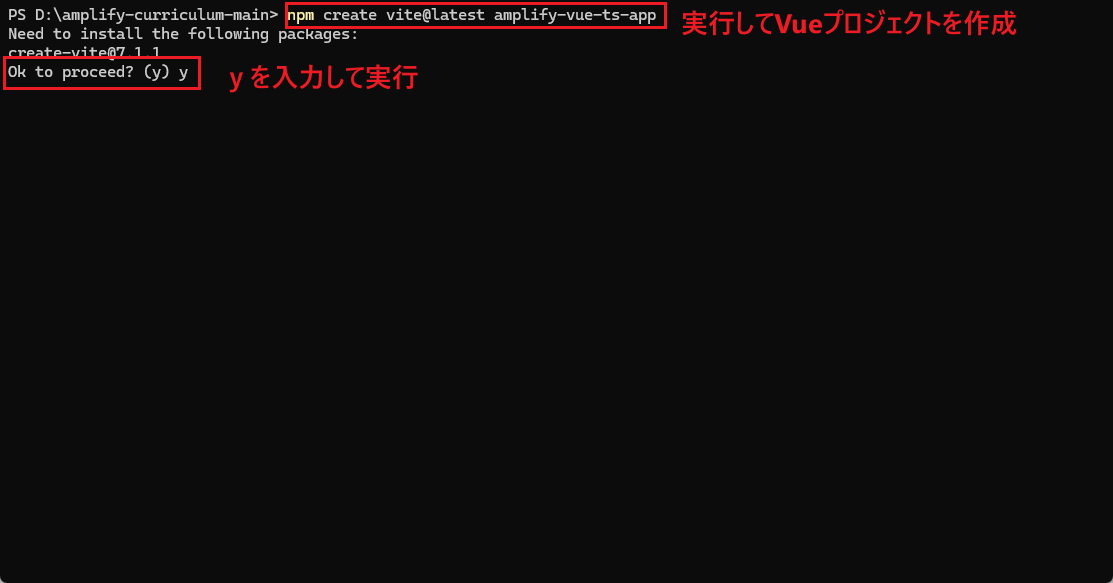 PS D:\amplify-curriculum-main> npm create vite@latest amplify-vue-ts-app 実行してVueプロジェクトを作成
Need to install the following packages:
create-vite@7.1.1
Ok to proceed? (y) y y を入力して実行